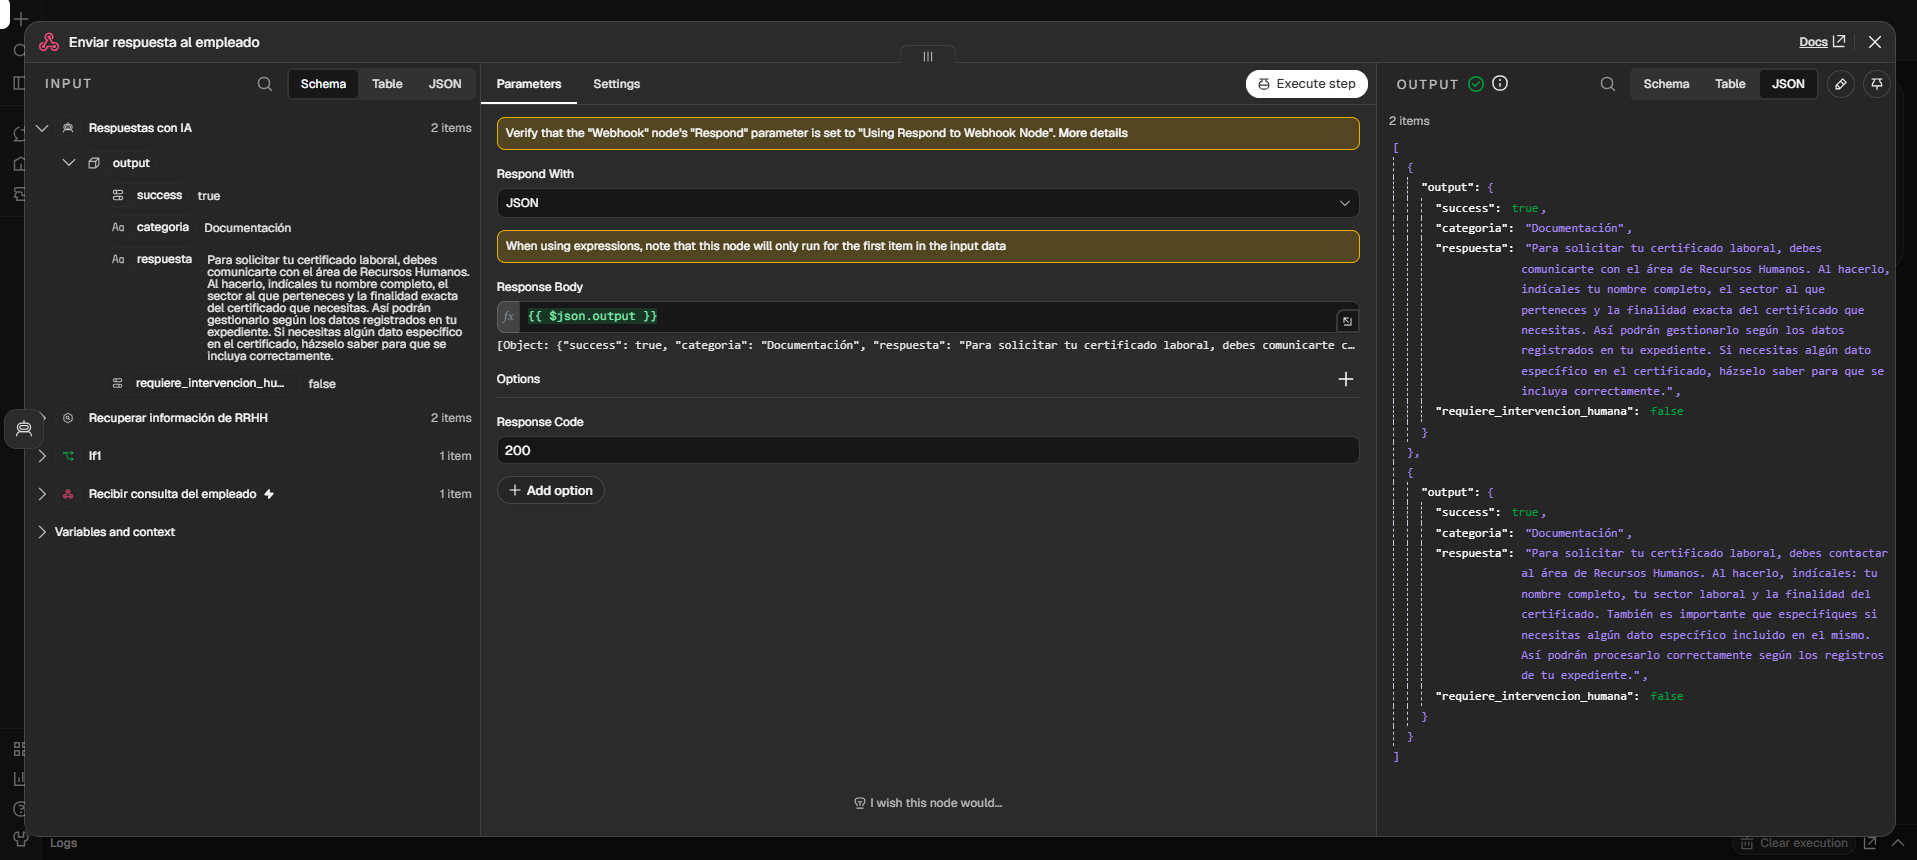 Enviar respuesta al empleado
Docs
INPUT
Schema
Table
JSON
Respuestas con IA
2 items
output
success
true
Aa
categoria
Documentación
Aa
respuesta
Para solicitar tu certificado laboral, debes
comunicarte con el área de Recursos Humanos.
Al hacerlo, indícales tu nombre completo, el
sector al que perteneces y la finalidad exacta
del certificado que necesitas. Así podrán
gestionarlo según los datos registrados en tu
expediente. Si necesitas algún dato específico
en el certificado, házselo saber para que se
incluya correctamente.
requiere_intervencion_hu...
false
Recuperar información de RRHH
2 items
If1
1 item
Recibir consulta del empleado
1 item
Variables and context
Parameters
Settings
Execute step
Verify that the "Webhook" node's "Respond" parameter is set to "Using Respond to Webhook Node". More details
Respond With
JSON
When using expressions, note that this node will only run for the first item in the input data
Response Body
fx
{{ $json.output }}
[Object: {"success": true, "categoria": "Documentación", "respuesta": "Para solicitar tu certificado laboral, debes comunicarte c…
Options
Response Code
200
Add option
I wish this node would...
OUTPUT
Schema
Table
JSON
2 items
[
{
"output": {
"success": true,
"categoria": "Documentación",
"respuesta": "Para solicitar tu certificado laboral, debes
comunicarte con el área de Recursos Humanos. Al hacerlo,
indícales tu nombre completo, el sector al que
perteneces y la finalidad exacta del certificado que
necesitas. Así podrán gestionarlo según los datos
registrados en tu expediente. Si necesitas algún dato
específico en el certificado, házselo saber para que se
incluya correctamente.",
"requiere_intervencion_humana": false
}
},
{
"output": {
"success": true,
"categoria": "Documentación",
"respuesta": "Para solicitar tu certificado laboral, debes contactar
al área de Recursos Humanos. Al hacerlo, indícales: tu
nombre completo, tu sector laboral y la finalidad del
certificado. También es importante que especifiques si
necesitas algún dato específico incluido en el mismo.
Así podrán procesarlo correctamente según los registros
de tu expediente.",
"requiere_intervencion_humana": false
}
}
]
Logs
Clear execution